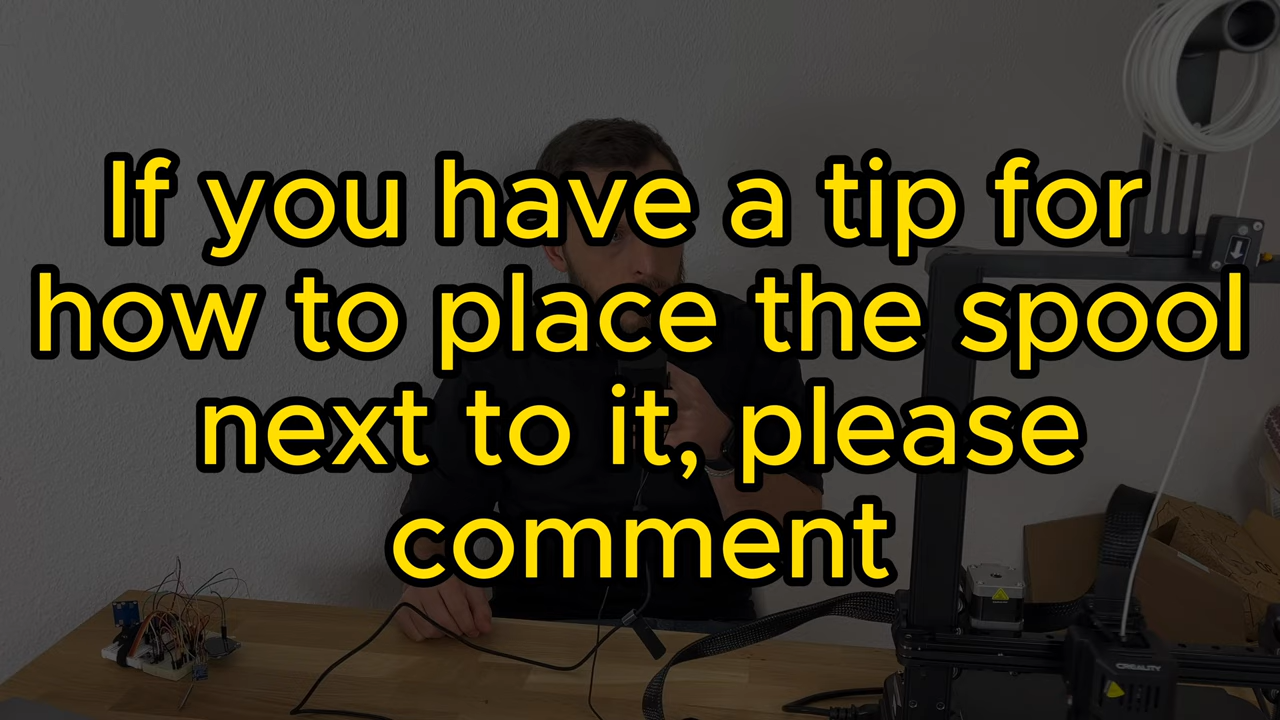 If you have a tip for
how to place the spool
next to it, please
comment
CREALITY